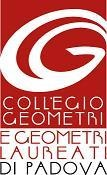 COLLEGIO
GEOMETRI
E GEOMETRI
LAUREATI
DI PADOVA